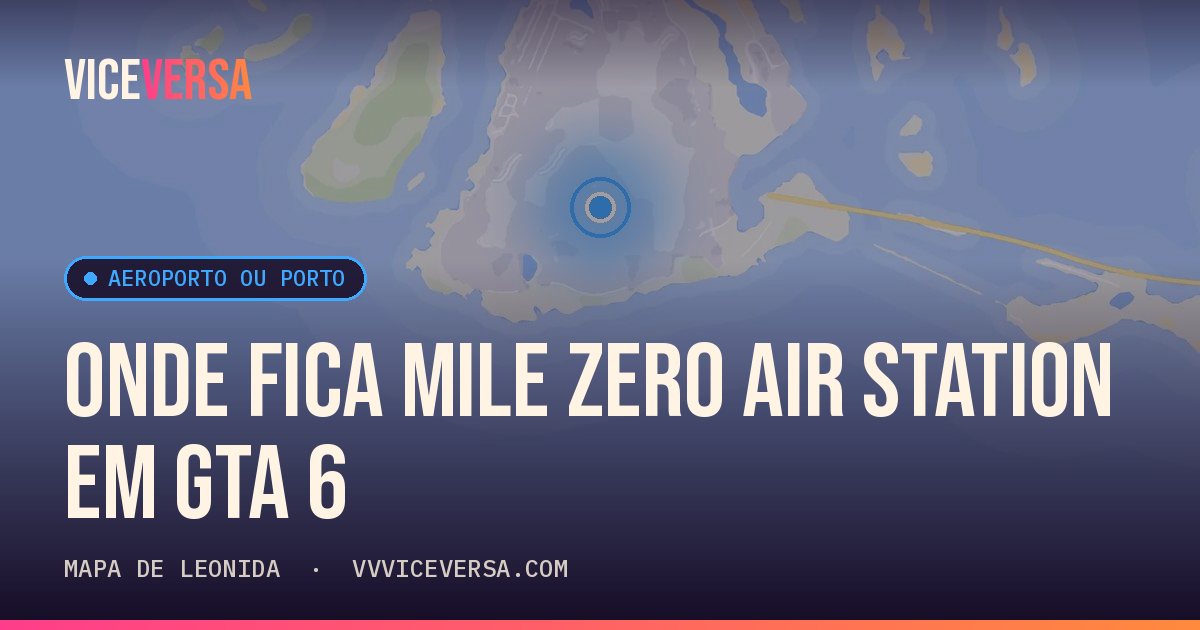 VICEVERSA
AEROPORTO OU PORTO
ONDE FICA MILE ZERO AIR STATION
EM GTA 6
MAPA DE LEONIDA · VVVICEVERSA.COM